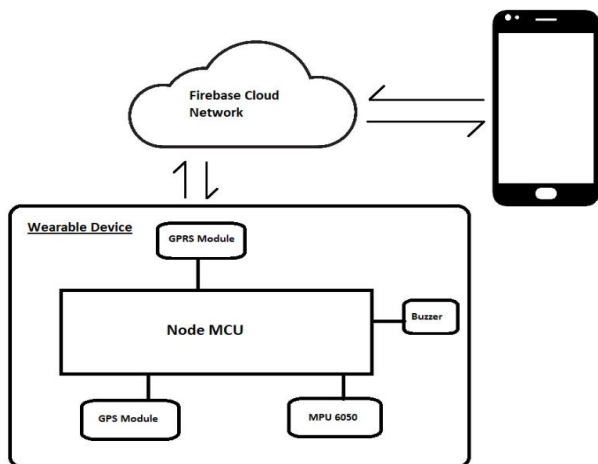 Firebase Cloud
Network
Wearable Device
GPRS Module
Node MCU
Buzzer
GPS Module
MPU 6050